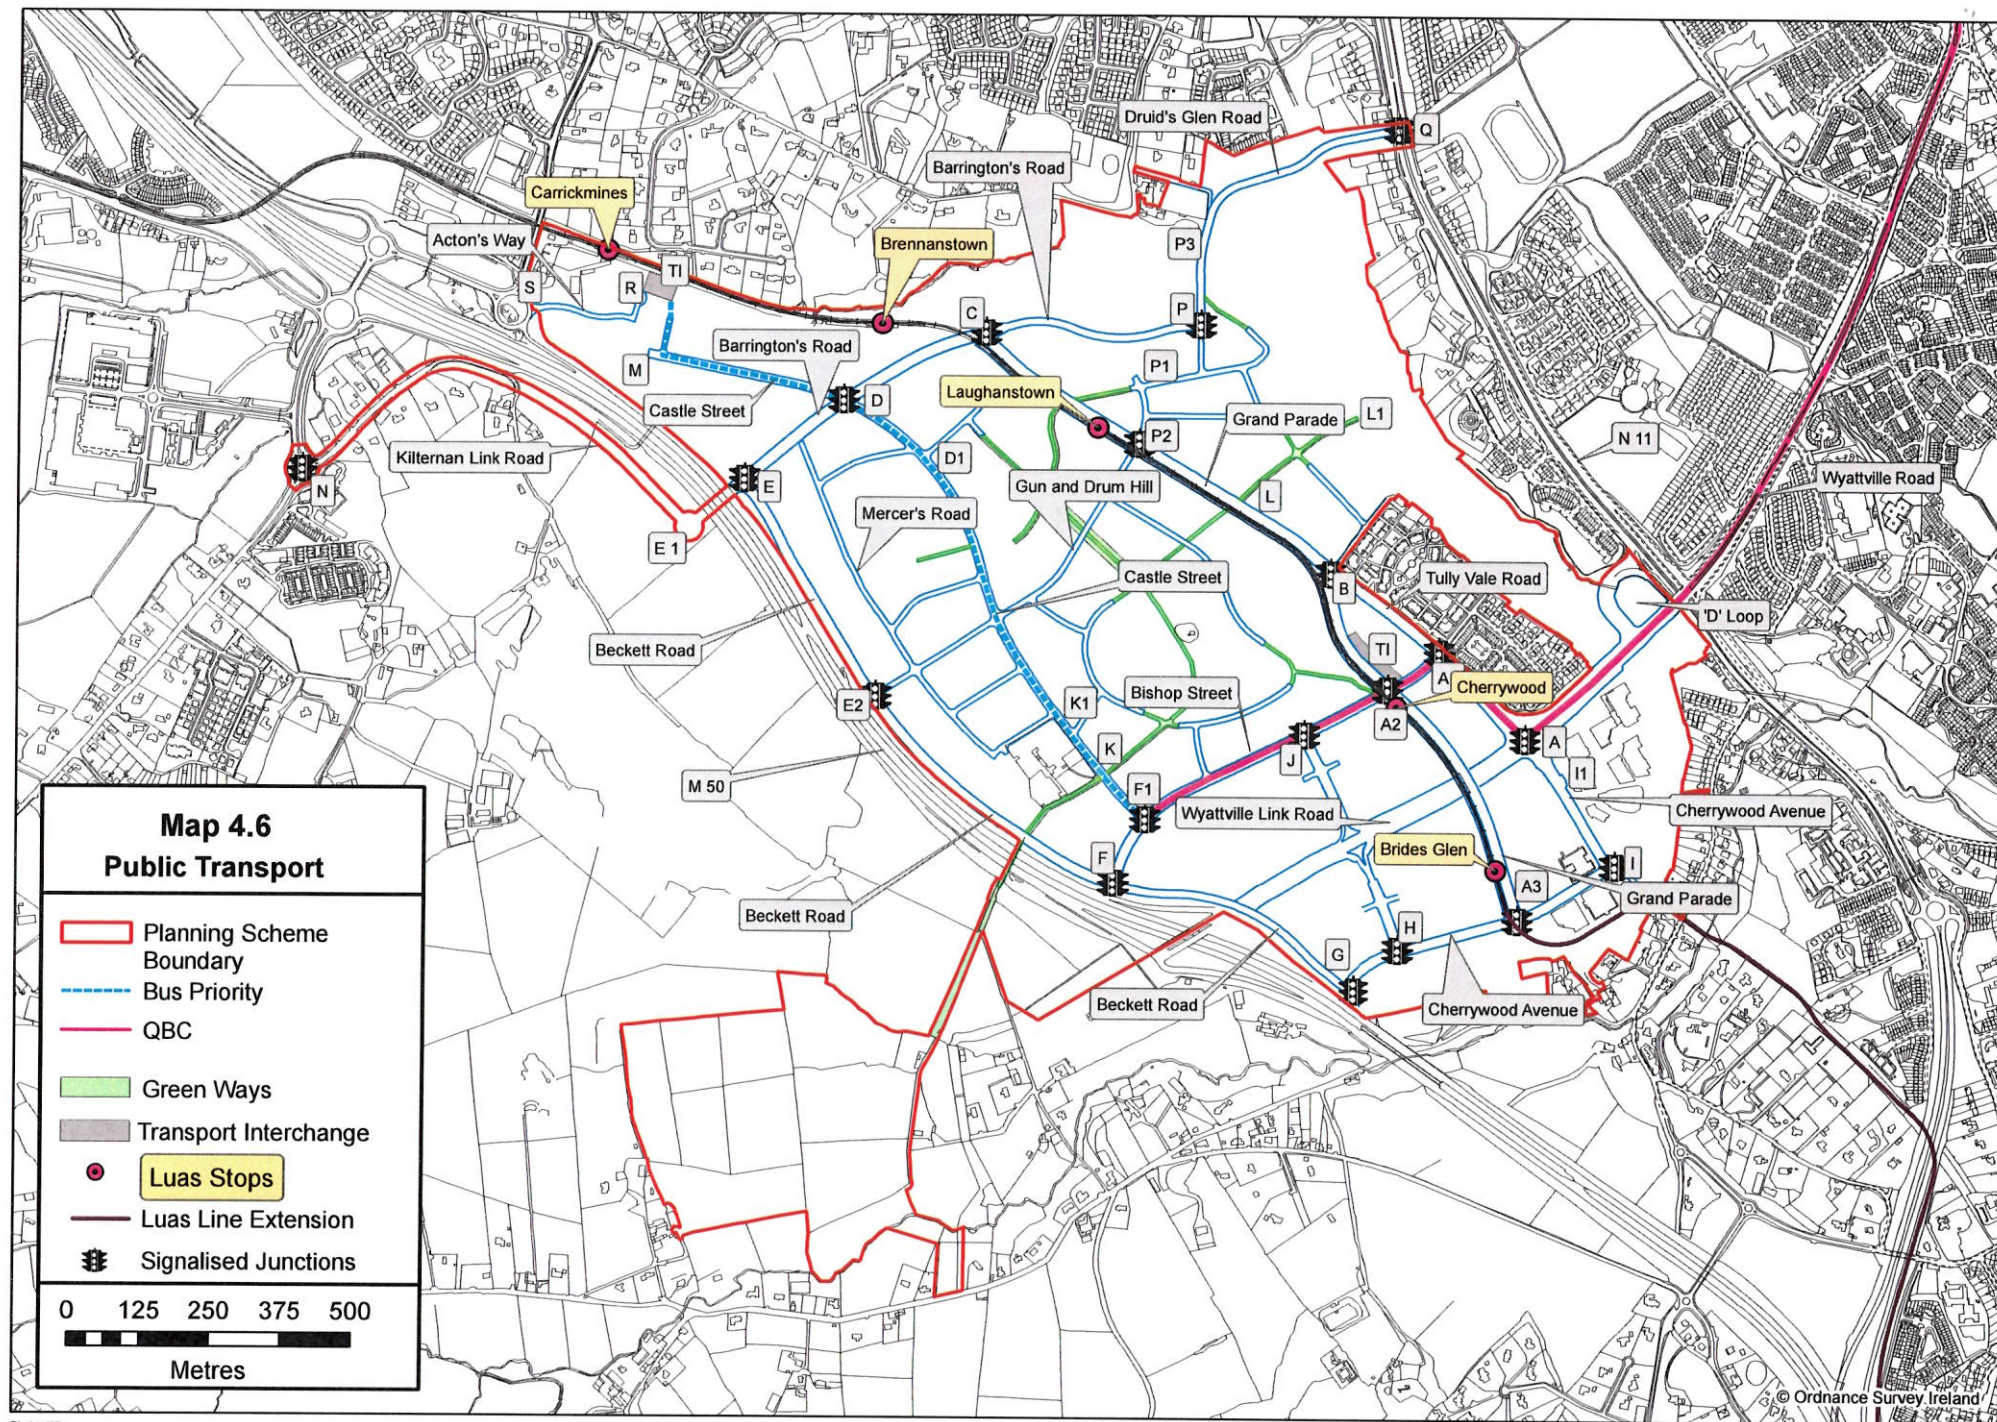 Druid's Glen Road
Q
Barrington's Road
Carrickmines
Acton's Way
Brennanstown
P3
TI
S
R
C
P
Barrington's Road
M
P1
Laughanstown
Castle Street
D
L1
Grand Parade
P2
N 11
Kilternan Link Road
D1
Wyattville Road
N
E
Gun and Drum Hill
L
Mercer's Road
E 1
Castle Street
Tully Vale Road
B
'D' Loop
Beckett Road
TI
A
Cherrywood
Bishop Street
E2
K1
A2
K
J
A
I1
M 50
F1
Wyattville Link Road
Cherrywood Avenue
Brides Glen
F
I
A3
Grand Parade
Beckett Road
H
G
Beckett Road
Cherrywood Avenue
Map 4.6
Public Transport
Planning Scheme
Boundary
Bus Priority
QBC
Green Ways
Transport Interchange
Luas Stops
Luas Line Extension
Signalised Junctions
0 125 250 375 500
Metres
© Ordnance Survey Ireland